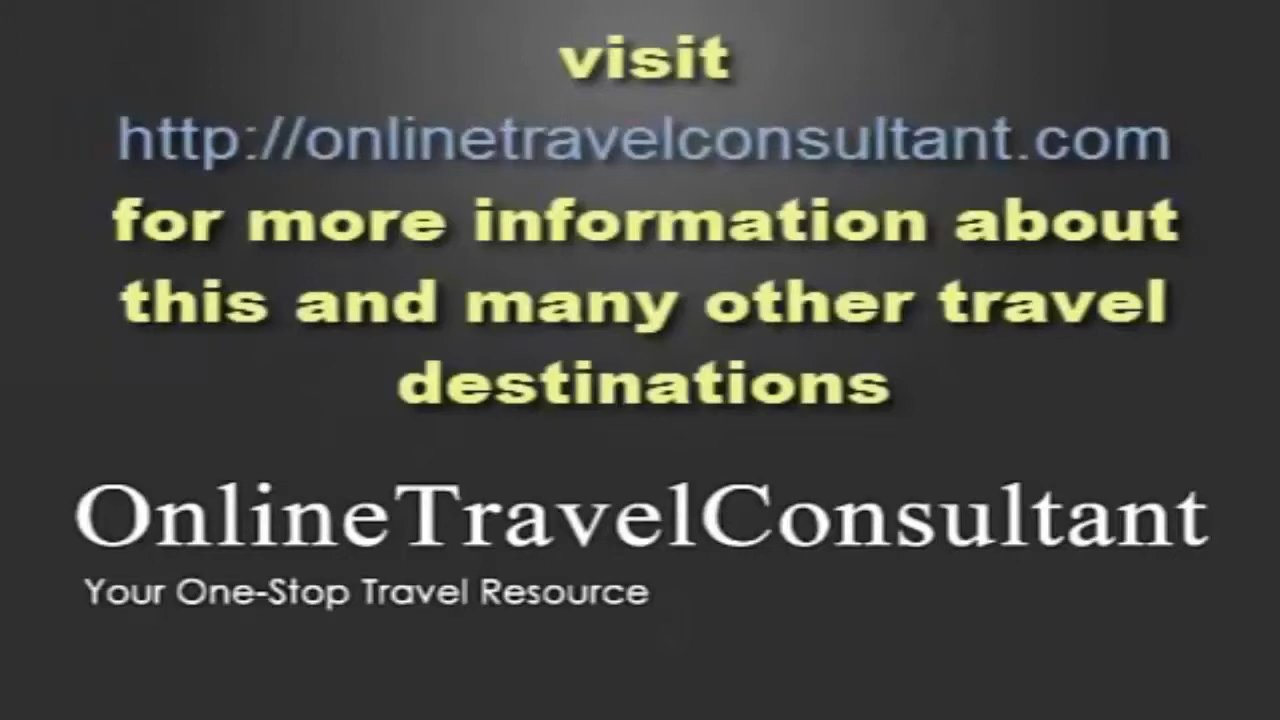 visit
http://onlinetravelconsultant.com
for more information about
this and many other travel
destinations
OnlineTravelConsultant
Your One-Stop Travel Resource